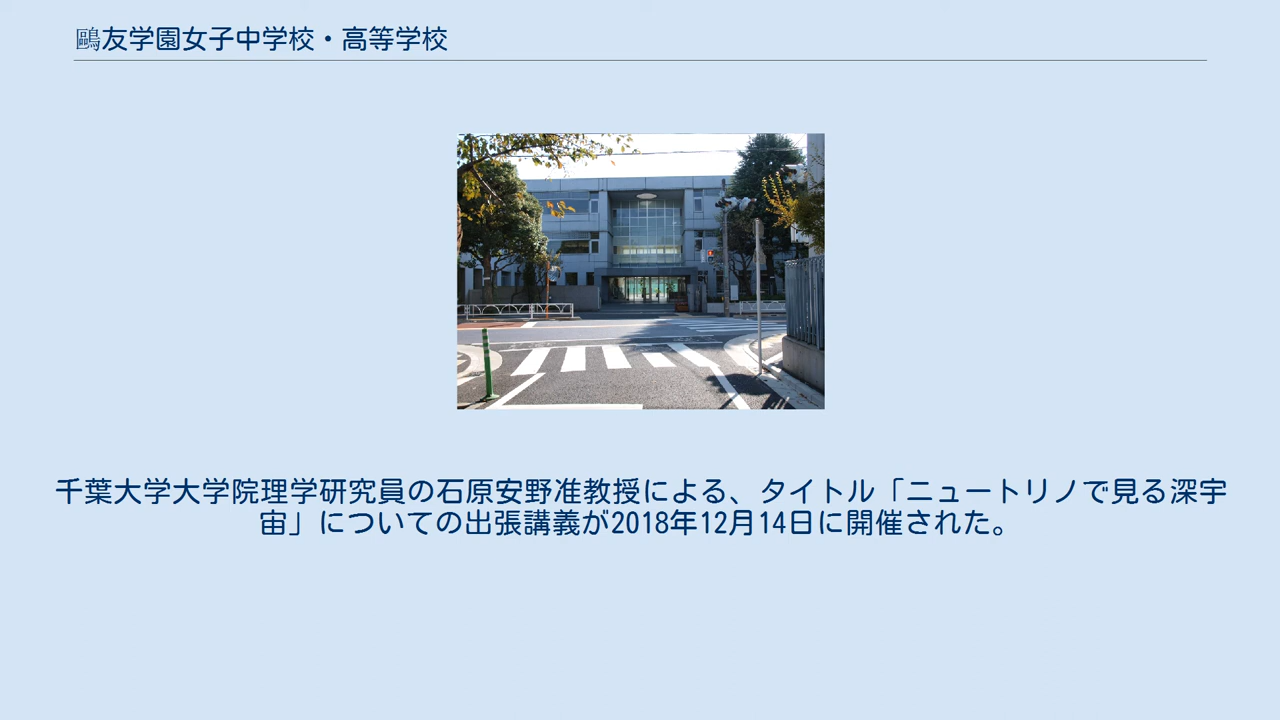 鷗友学園女子中学校・高等学校
千葉大学大学院理学研究員の石原安野准教授による、タイトル「ニュートリノで見る深宇
宙」についての出張講義が2018年12月14日に開催された。